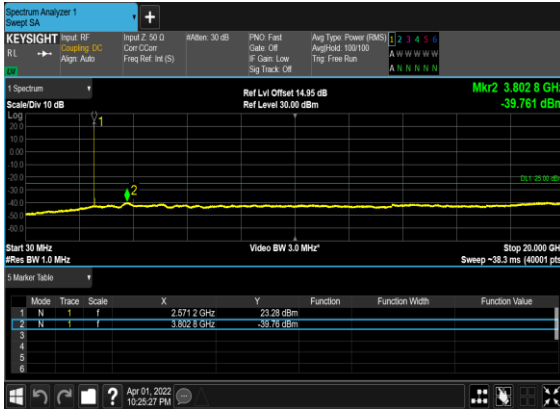 Spectrum Analyzer 1
Swept SA
+
KEYSIGHT
RL
Input: RF
Coupling: DC
Align: Auto
Input Z: 50 Ω
Corr CCorr
Freq Ref: Int (S)
#Atten: 30 dB
PNO: Fast
Gate: Off
IF Gain: Low
Sig Track: Off
Avg Type: Power (RMS)
Avg|Hold: 100/100
Trig: Free Run
1 2 3 4 5 6
A W W W W W
A N N N N N
1 Spectrum
Scale/Div 10 dB
Ref Lvl Offset 14.95 dB
Ref Level 30.00 dBm
Mkr2 3.802 8 GHz
-39.761 dBm
Log
20.0
10.0
0.00
-10.0
-20.0
-30.0
-40.0
-50.0
-60.0
1
2
DL1 -25.00 dBm
Start 30 MHz
#Res BW 1.0 MHz
Video BW 3.0 MHz*
Stop 20.000 GHz
Sweep ~38.3 ms (40001 pts)
5 Marker Table
Mode Trace Scale X Y Function Function Width Function Value
1 N 1 f 2.571 2 GHz 23.28 dBm
2 N 1 f 3.802 8 GHz -39.76 dBm
3
4
5
6
?
Apr 01, 2022
10:25:27 PM